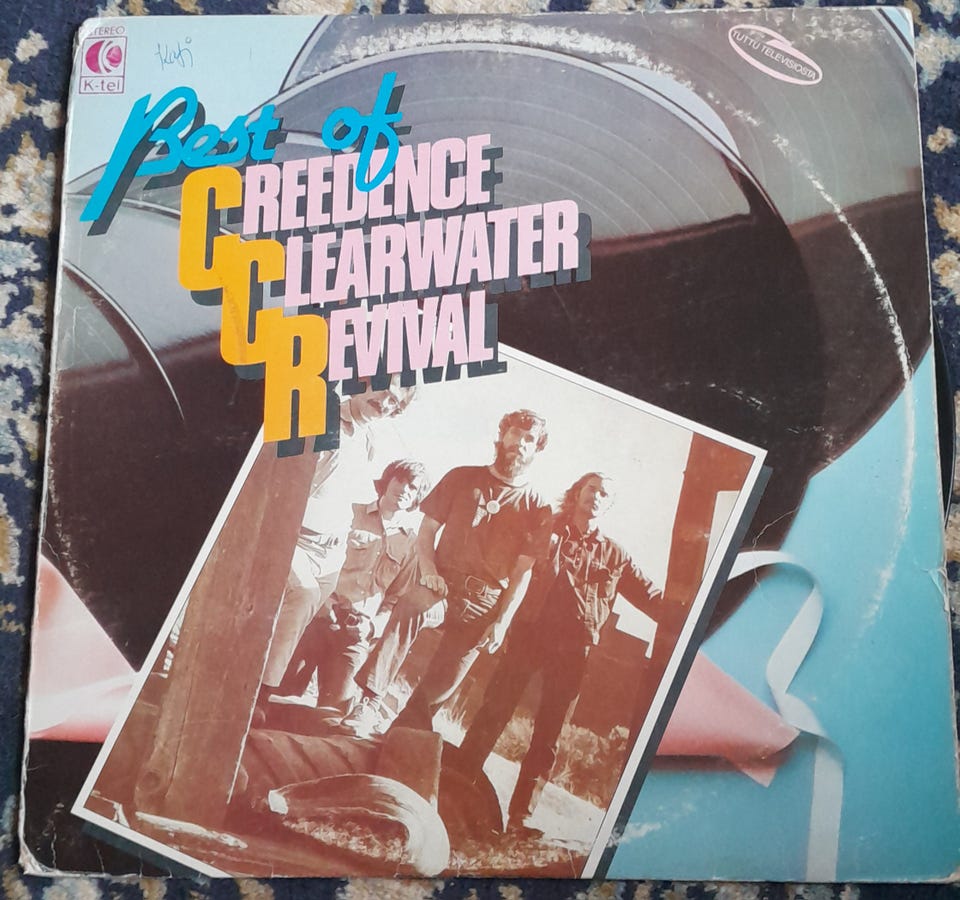 STEREO
K-tel
TUTTU TELEVISIOSTA
Best of
CREEDENCE
CLEARWATER
REVIVAL